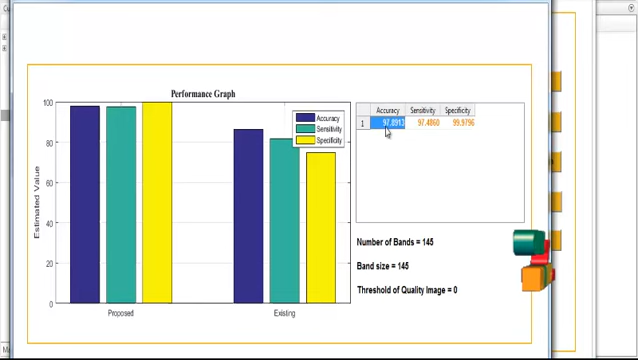 Performance Graph
100
80
60
40
20
0
Estimated Value
Proposed
Existing
Accuracy
Sensitivity
Specificity
Accuracy Sensitivity Specificity
1 97.8913 97.4860 99.9796
Number of Bands = 145
Band size = 145
Threshold of Quality Image = 0